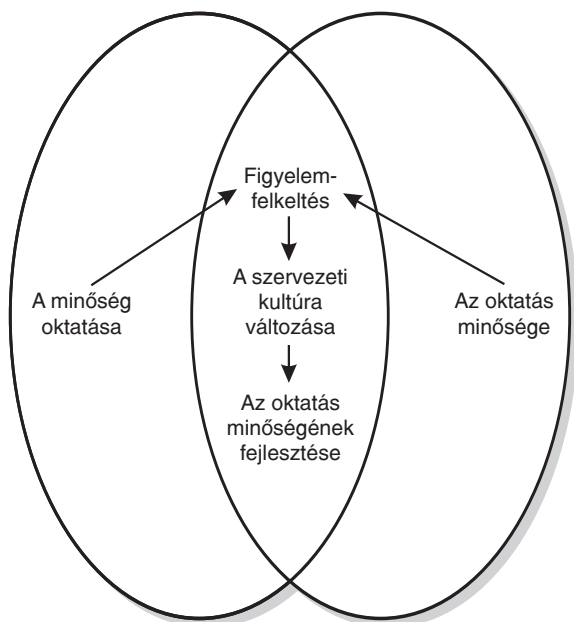 Figyelem-
felkeltés
A minőség
oktatása
A szervezeti
kultúra
változása
Az oktatás
minősége
Az oktatás
minőségének
fejlesztése